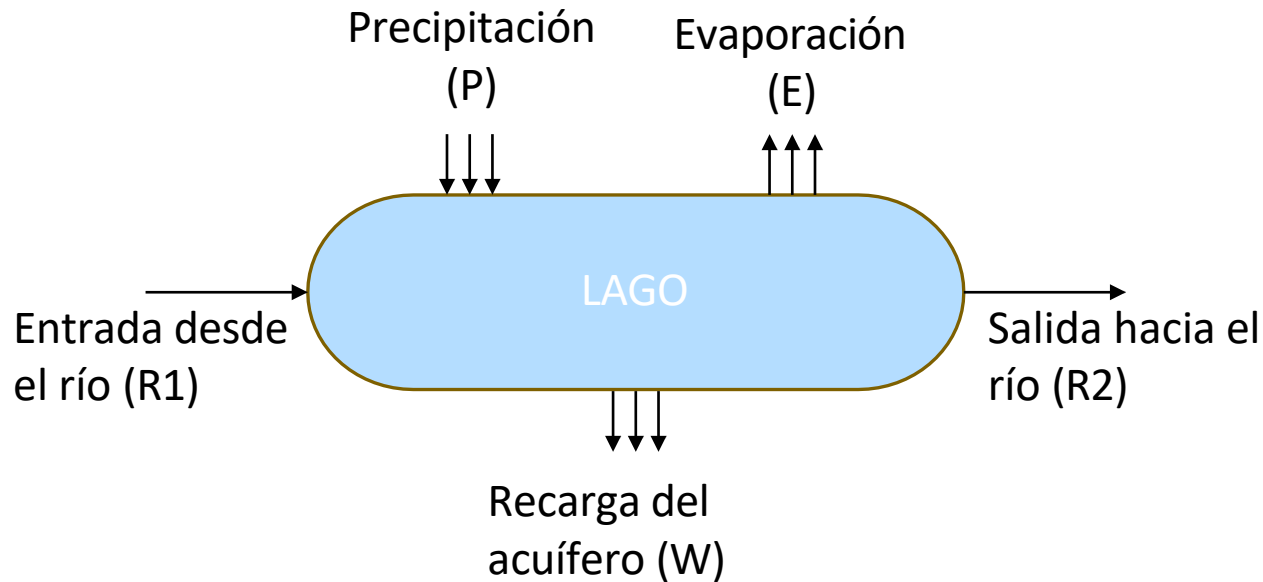 Precipitación
(P)
Evaporación
(E)
LAGO
Entrada desde
el río (R1)
Salida hacia el
río (R2)
Recarga del
acuífero (W)